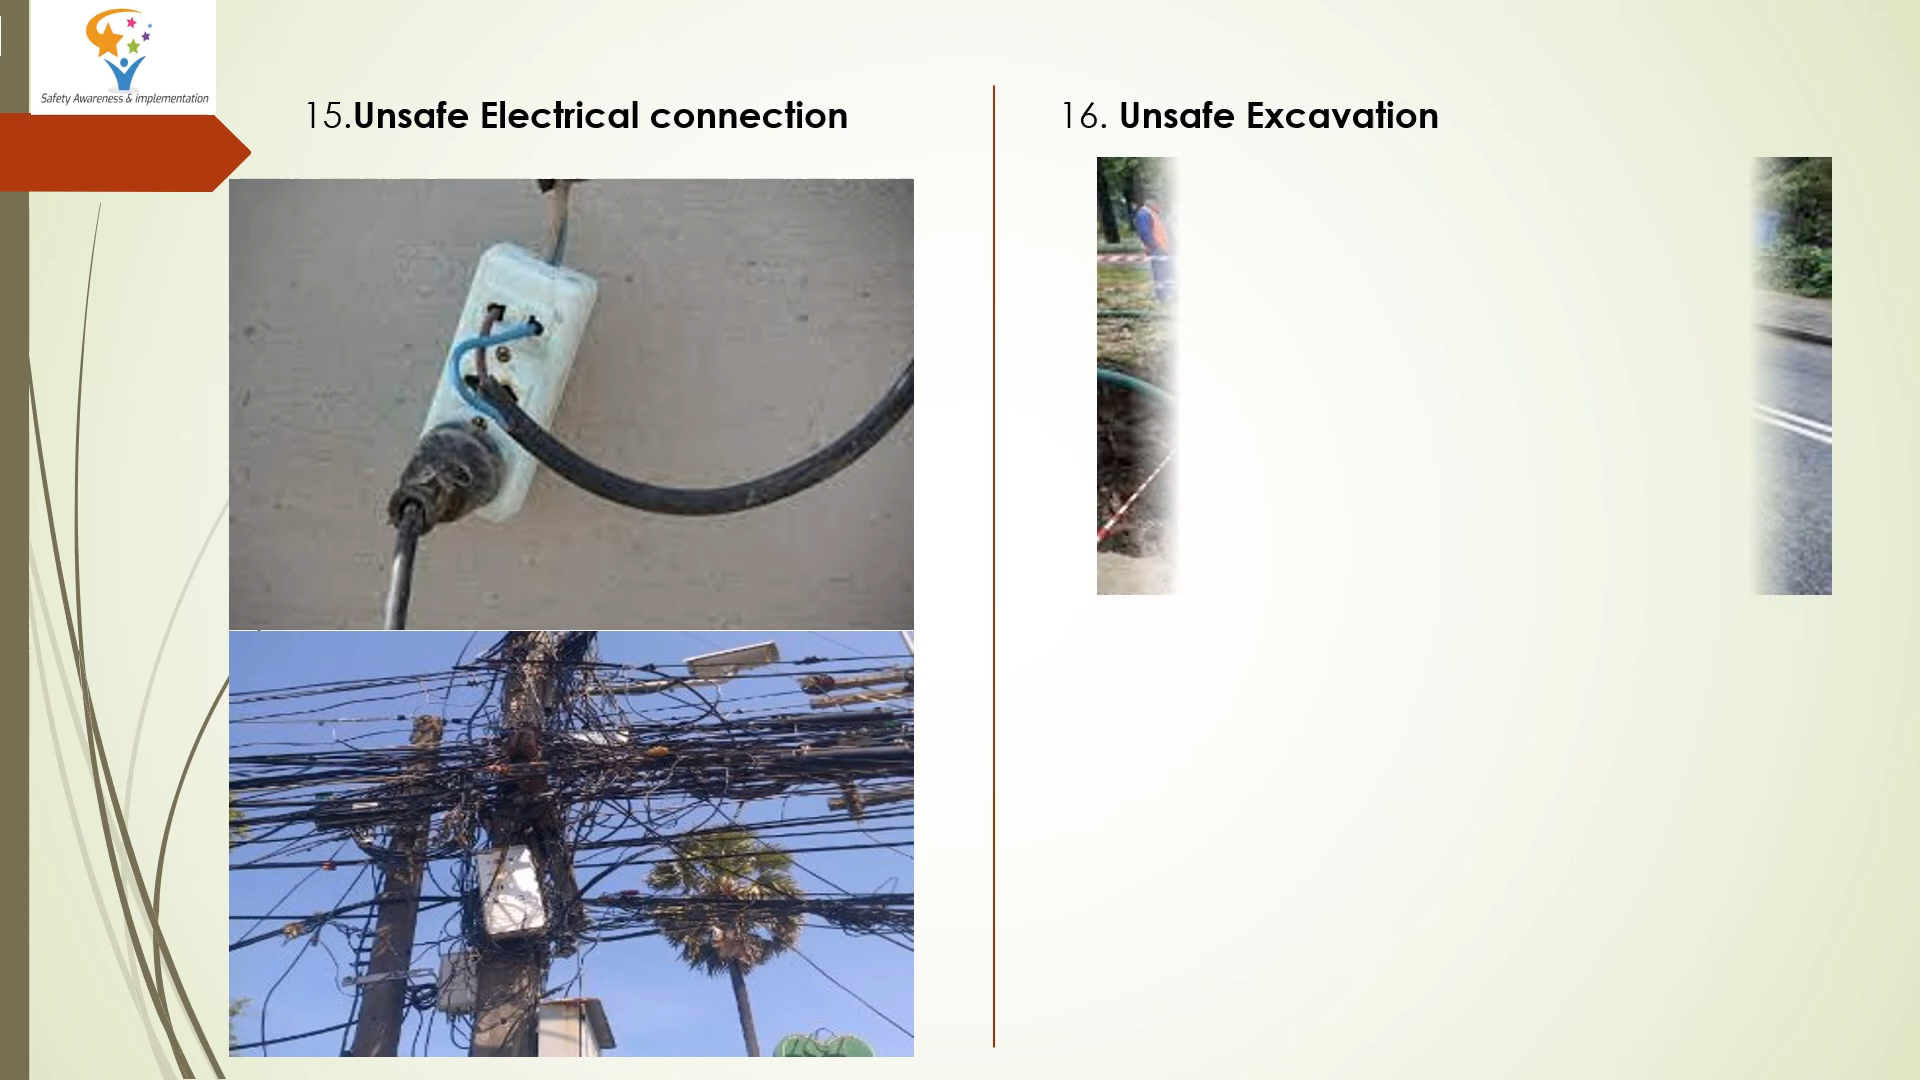 Safety Awareness & implementation
15.Unsafe Electrical connection
16. Unsafe Excavation